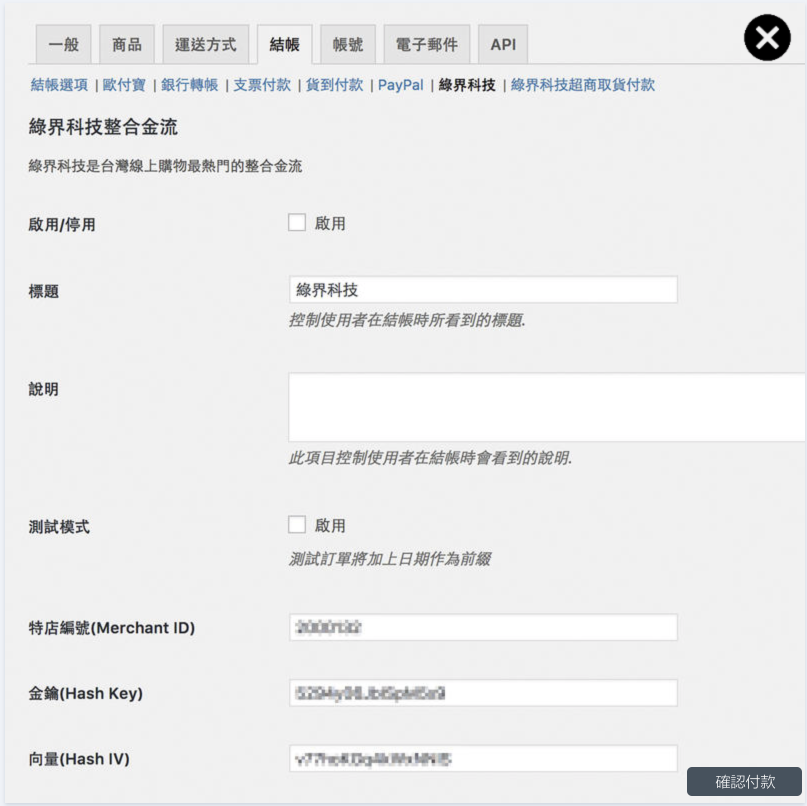 一般 商品 運送方式 結帳 帳號 電子郵件 API
結帳選項 | 歐付寶 | 銀行轉帳 | 支票付款 | 貨到付款 | PayPal | 綠界科技 | 綠界科技超商取貨付款
綠界科技整合金流
綠界科技是台灣線上購物最熱門的整合金流
啟用/停用 啟用
標題 綠界科技
控制使用者在結帳時所看到的標題.
說明
此項目控制使用者在結帳時會看到的說明.
測試模式 啟用
測試訂單將加上日期作為前綴
特店編號(Merchant ID)
金鑰(Hash Key)
向量(Hash IV)
確認付款